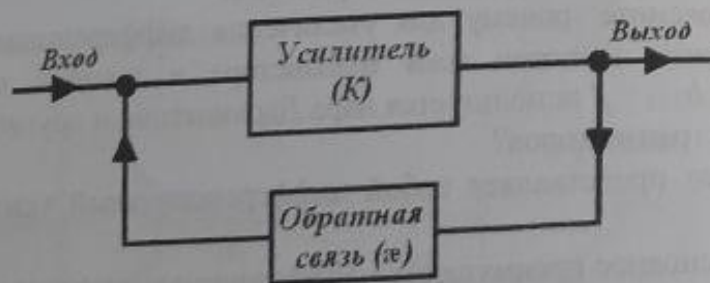 Вход
Усилитель
(К)
Выход
Обратная
связь (æ)